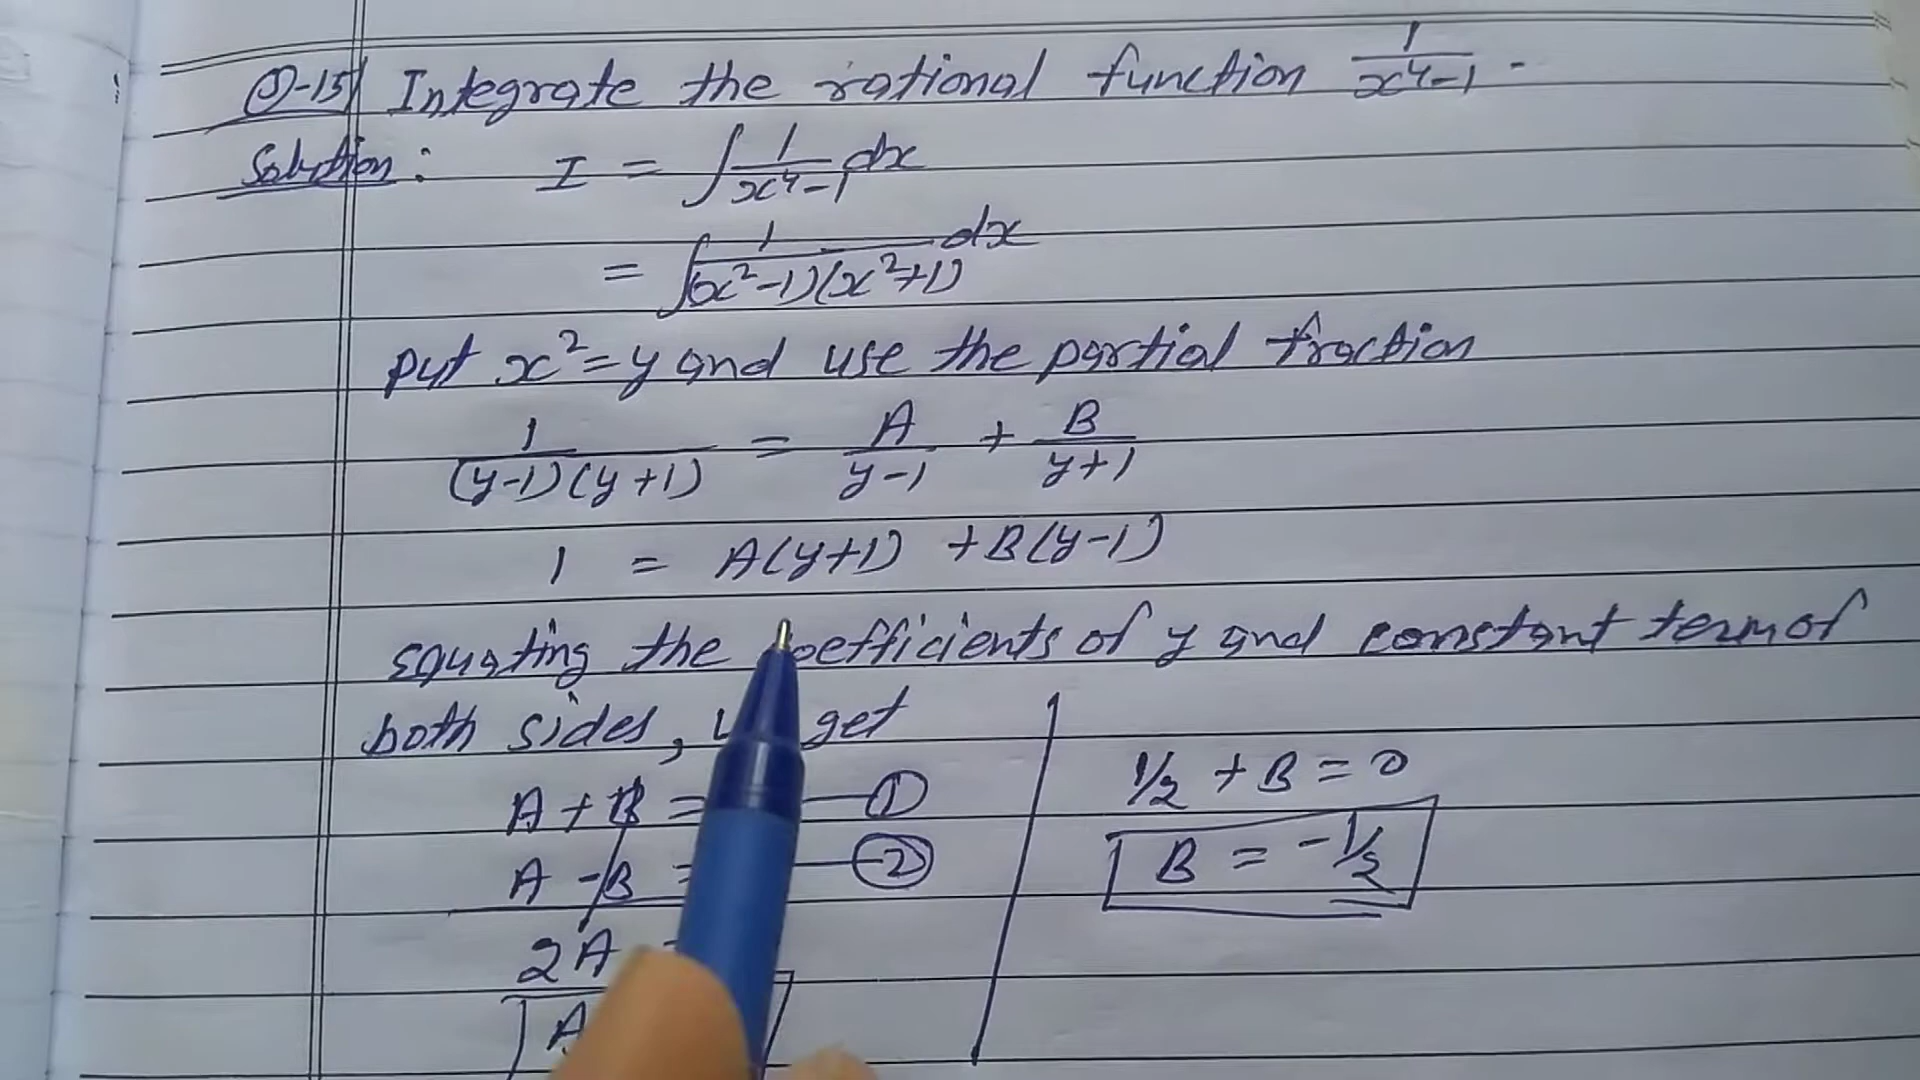 Q-15 Integrate the rational function 1/(x⁴-1).
Solution: I = ∫ 1/(x⁴-1) dx
= ∫ 1/((x²-1)(x²+1)) dx
put x² = y and use the partial fraction
1/((y-1)(y+1)) = A/(y-1) + B/(y+1)
1 = A(y+1) + B(y-1)
equating the coefficients of y and constant term of
both sides, get
A + B = ①
A - B = ②
2A =
A
1/2 + B = 0
B = -1/2